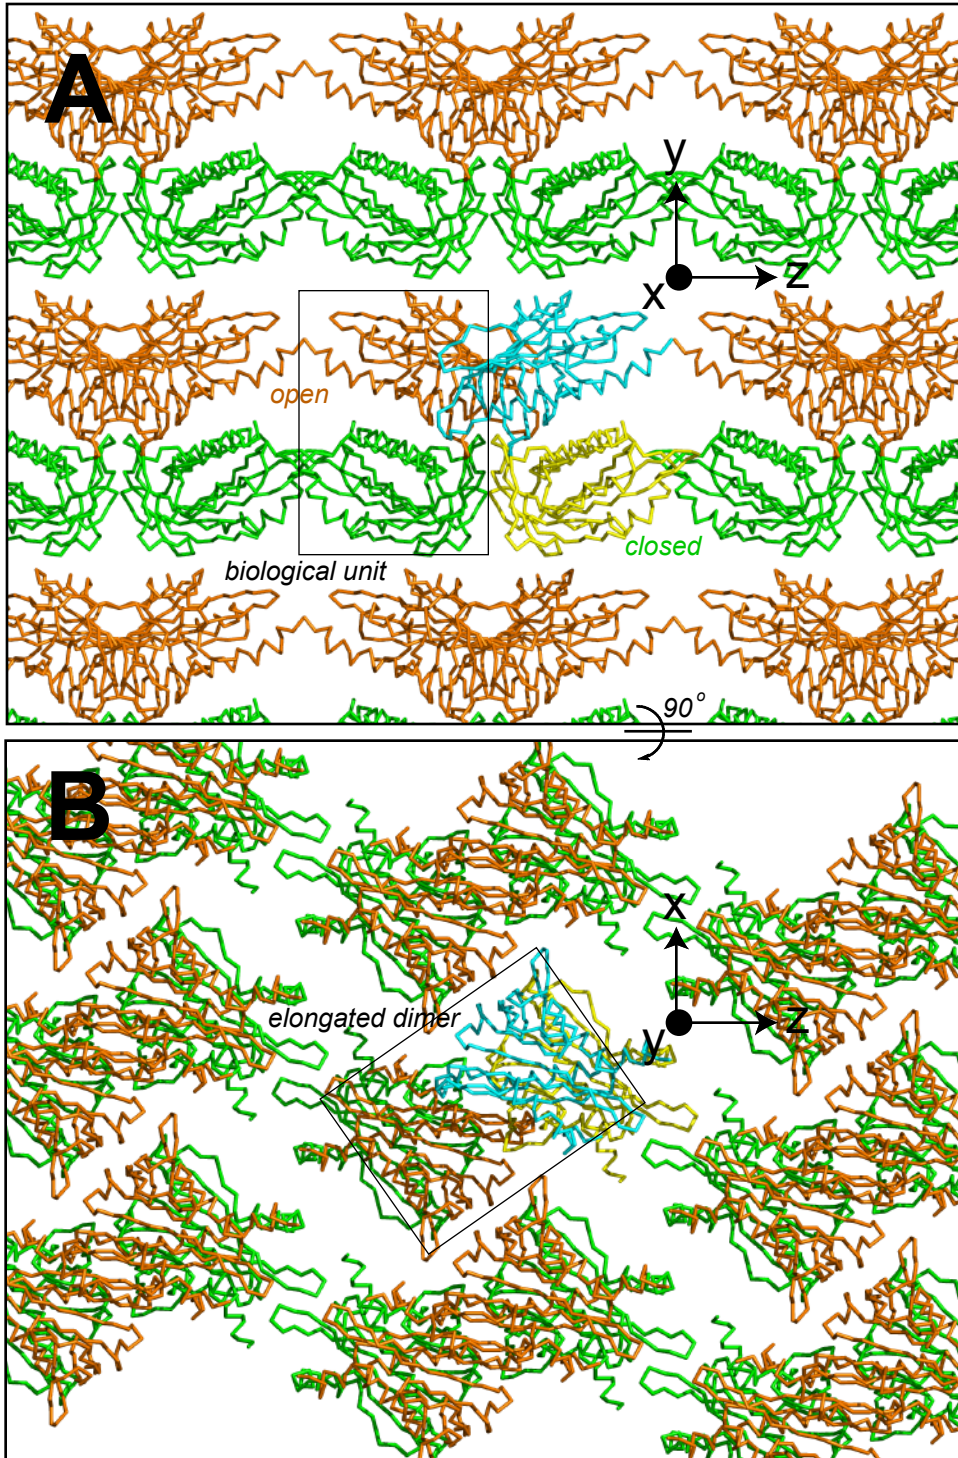 A
y
x
z
open
closed
biological unit
90°
B
x
elongated dimer
y
z